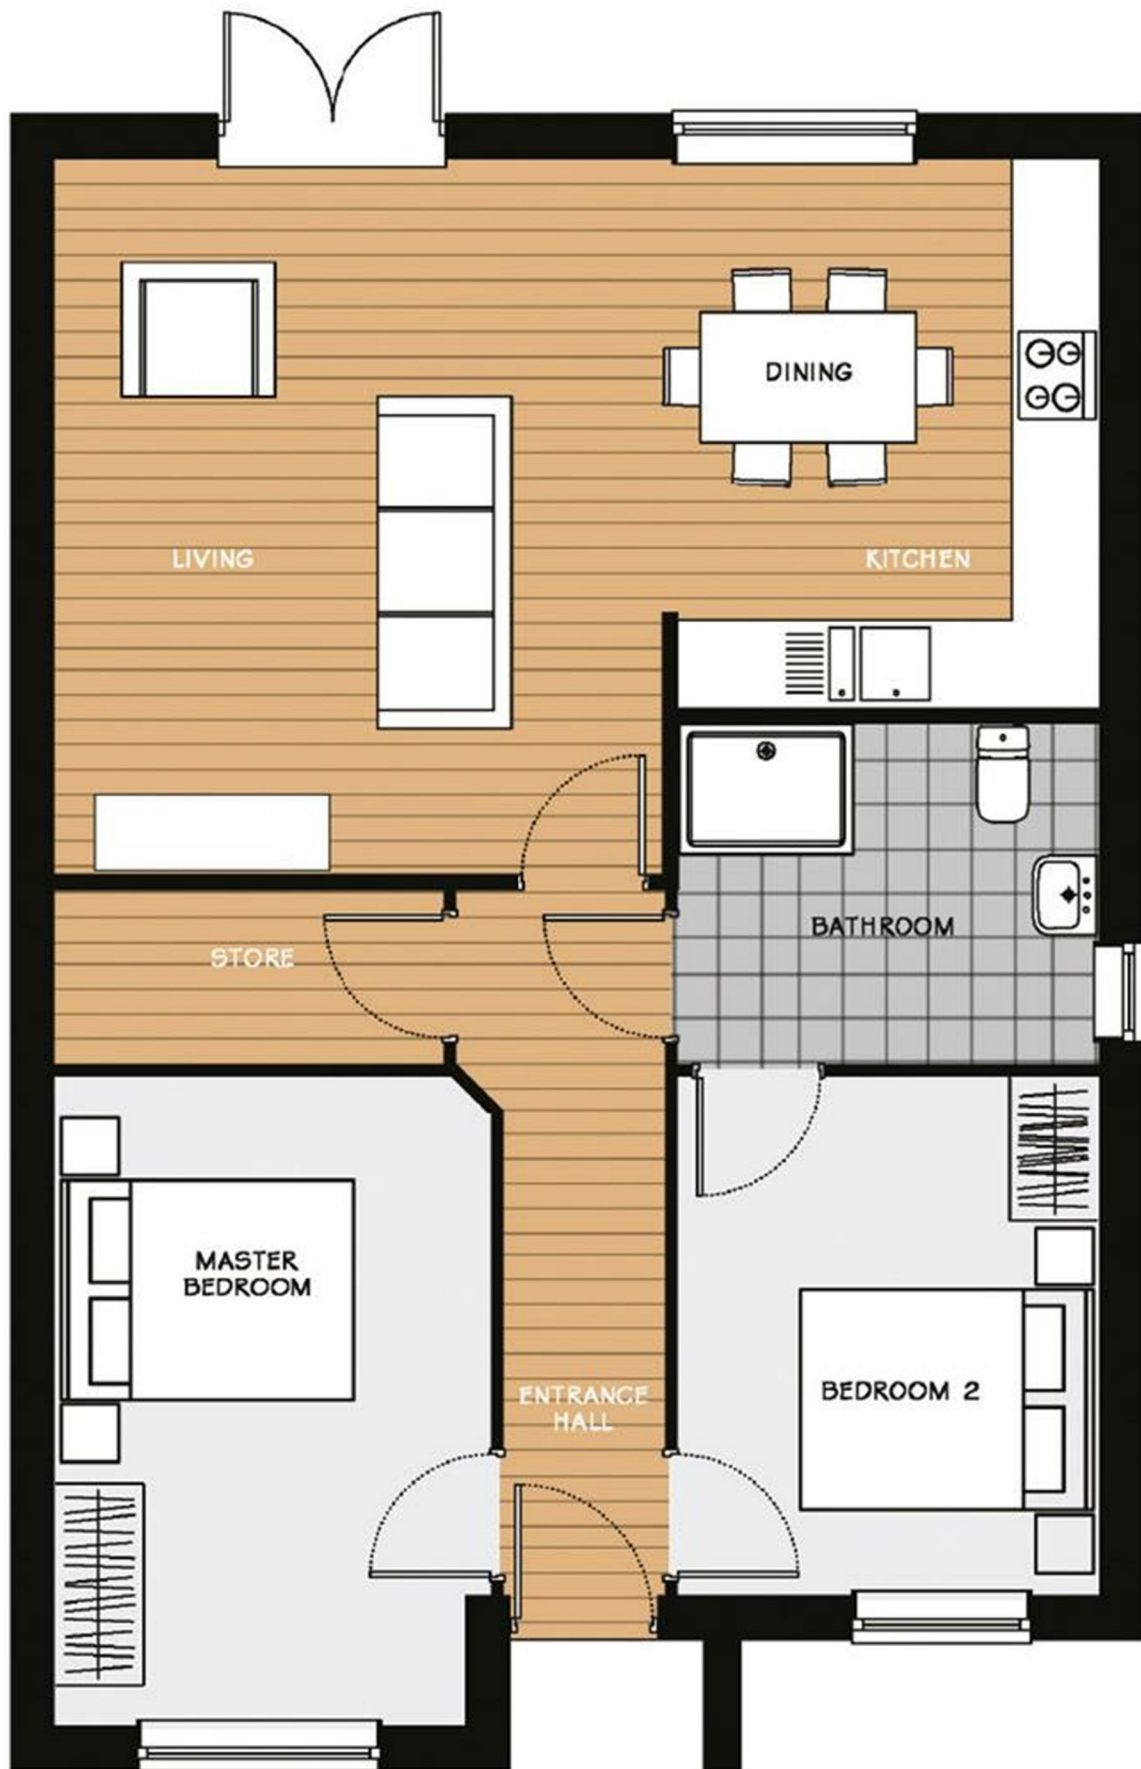 DINING
LIVING
KITCHEN
BATHROOM
STORE
MASTER
BEDROOM
BEDROOM 2
ENTRANCE
HALL